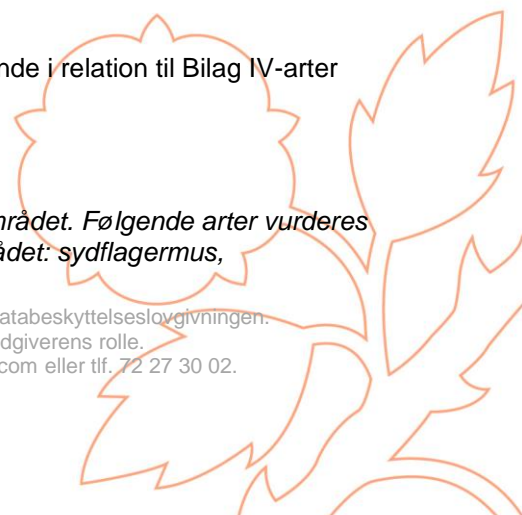 nde i relation til Bilag IV-arter
nrådet. Følgende arter vurderes
ådet: sydflagermus,
atabeskyttelseslovgivningen.
dgiverens rolle.
com eller tlf. 72 27 30 02.